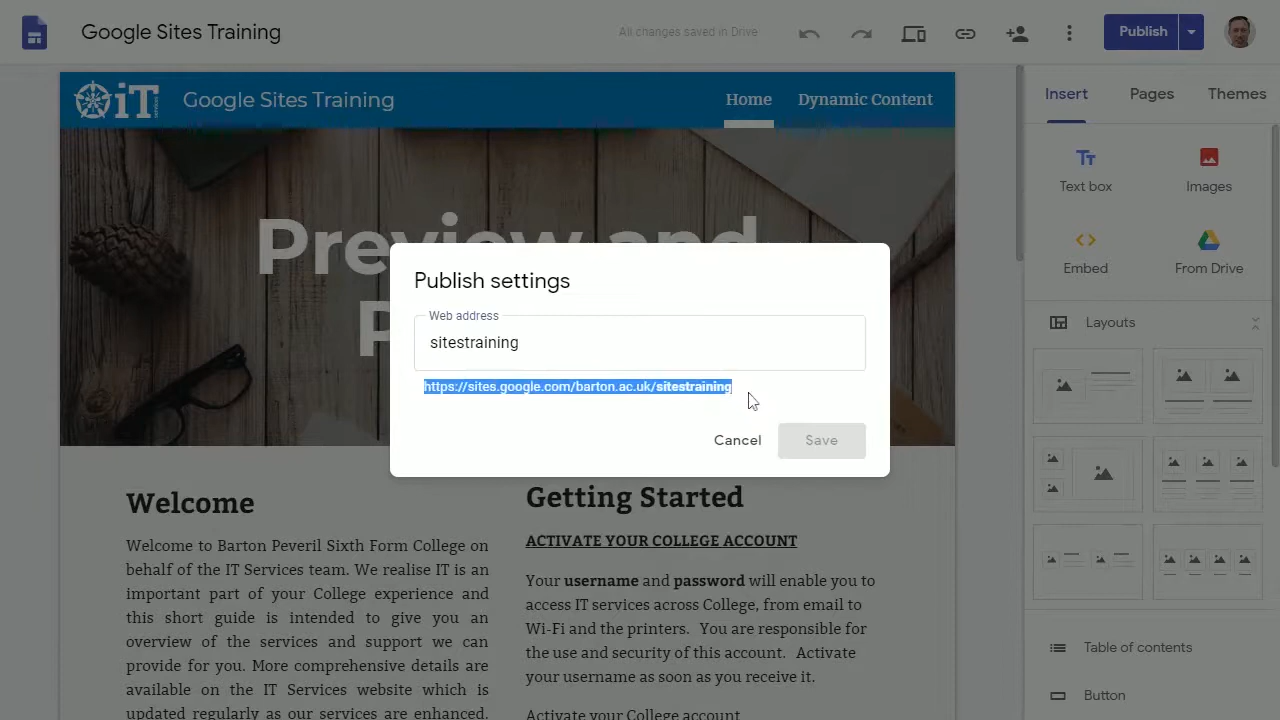 Google Sites Training
All changes saved in Drive
Publish
iT
Google Sites Training
Home
Dynamic Content
Insert
Pages
Themes
Text box
Images
Embed
From Drive
Layouts
Table of contents
Button
Preview and
P
Publish settings
Web address
sitestraining
https://sites.google.com/barton.ac.uk/sitestraining
Cancel
Save
Welcome
Welcome to Barton Peveril Sixth Form College on
behalf of the IT Services team. We realise IT is an
important part of your College experience and
this short guide is intended to give you an
overview of the services and support we can
provide for you. More comprehensive details are
available on the IT Services website which is
updated regularly as our services are enhanced.
Getting Started
ACTIVATE YOUR COLLEGE ACCOUNT
Your username and password will enable you to
access IT services across College, from email to
Wi-Fi and the printers. You are responsible for
the use and security of this account. Activate
your username as soon as you receive it.
Activate your College account